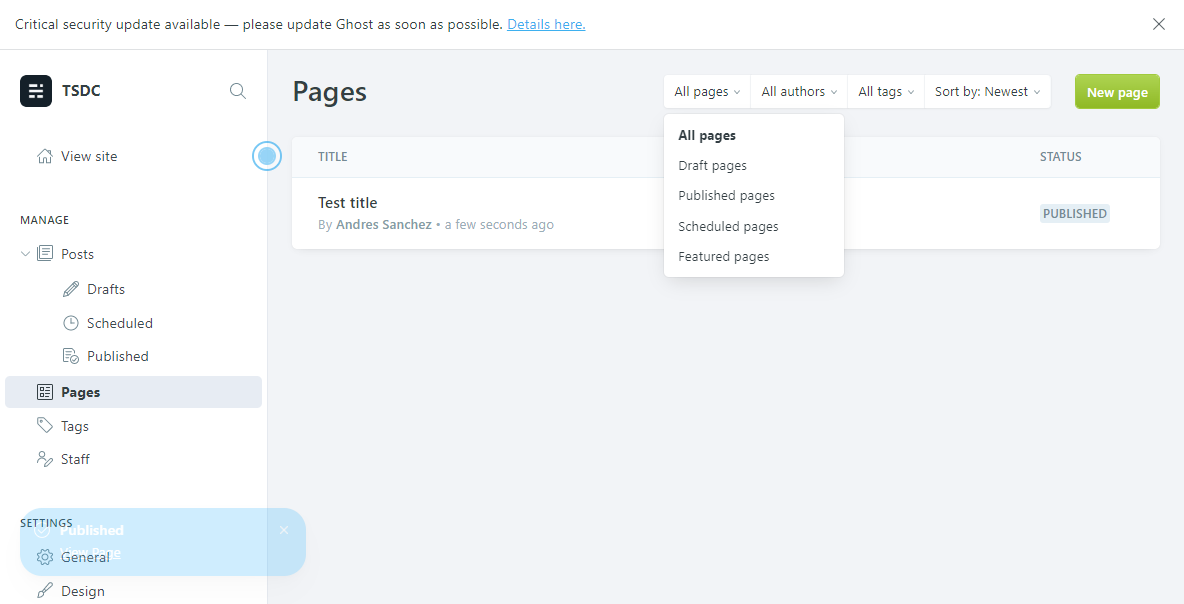 Critical security update available — please update Ghost as soon as possible. Details here.
TSDC
View site
MANAGE
Posts
Drafts
Scheduled
Published
Pages
Tags
Staff
SETTINGS
General
Design
Published
View Page
Pages
All pages
All authors
All tags
Sort by: Newest
New page
All pages
Draft pages
Published pages
Scheduled pages
Featured pages
TITLE
STATUS
Test title
By Andres Sanchez • a few seconds ago
PUBLISHED